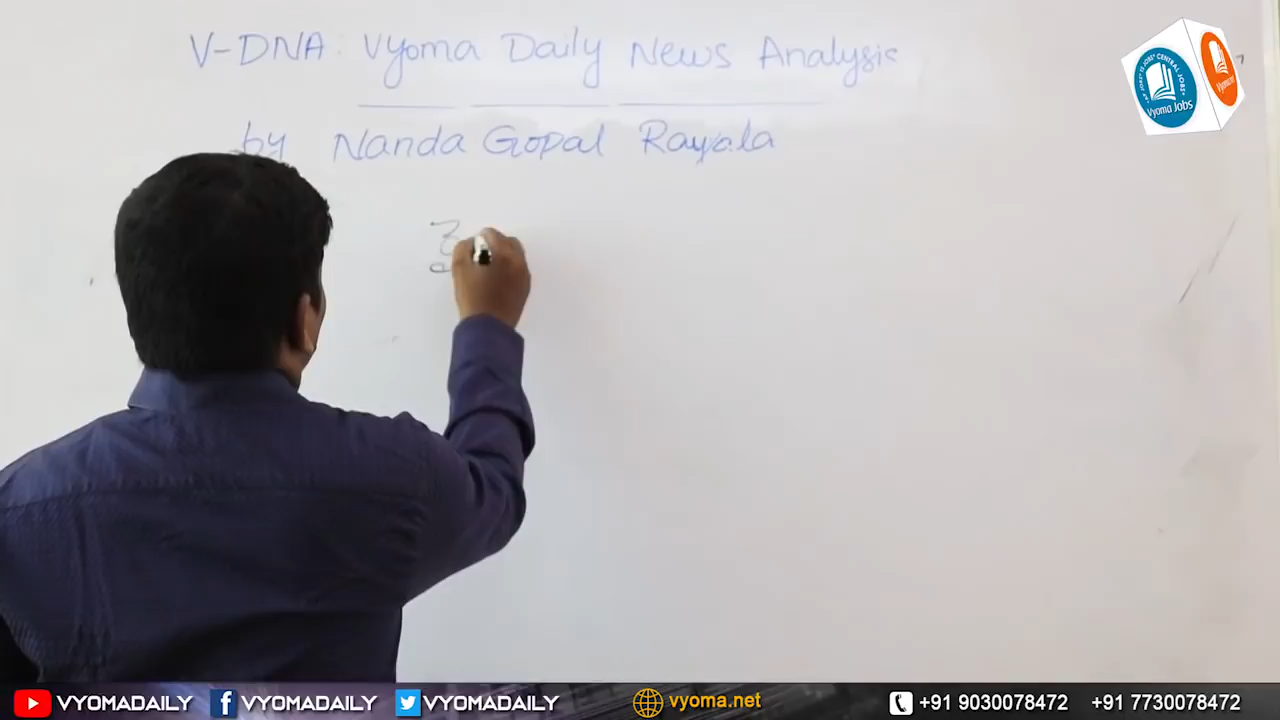 V-DNA: Vyoma Daily News Analysis
by Nanda Gopal Rayala
Vyoma Jobs
VYOMADAILY
VYOMADAILY
VYOMADAILY
vyoma.net
+91 9030078472
+91 7730078472